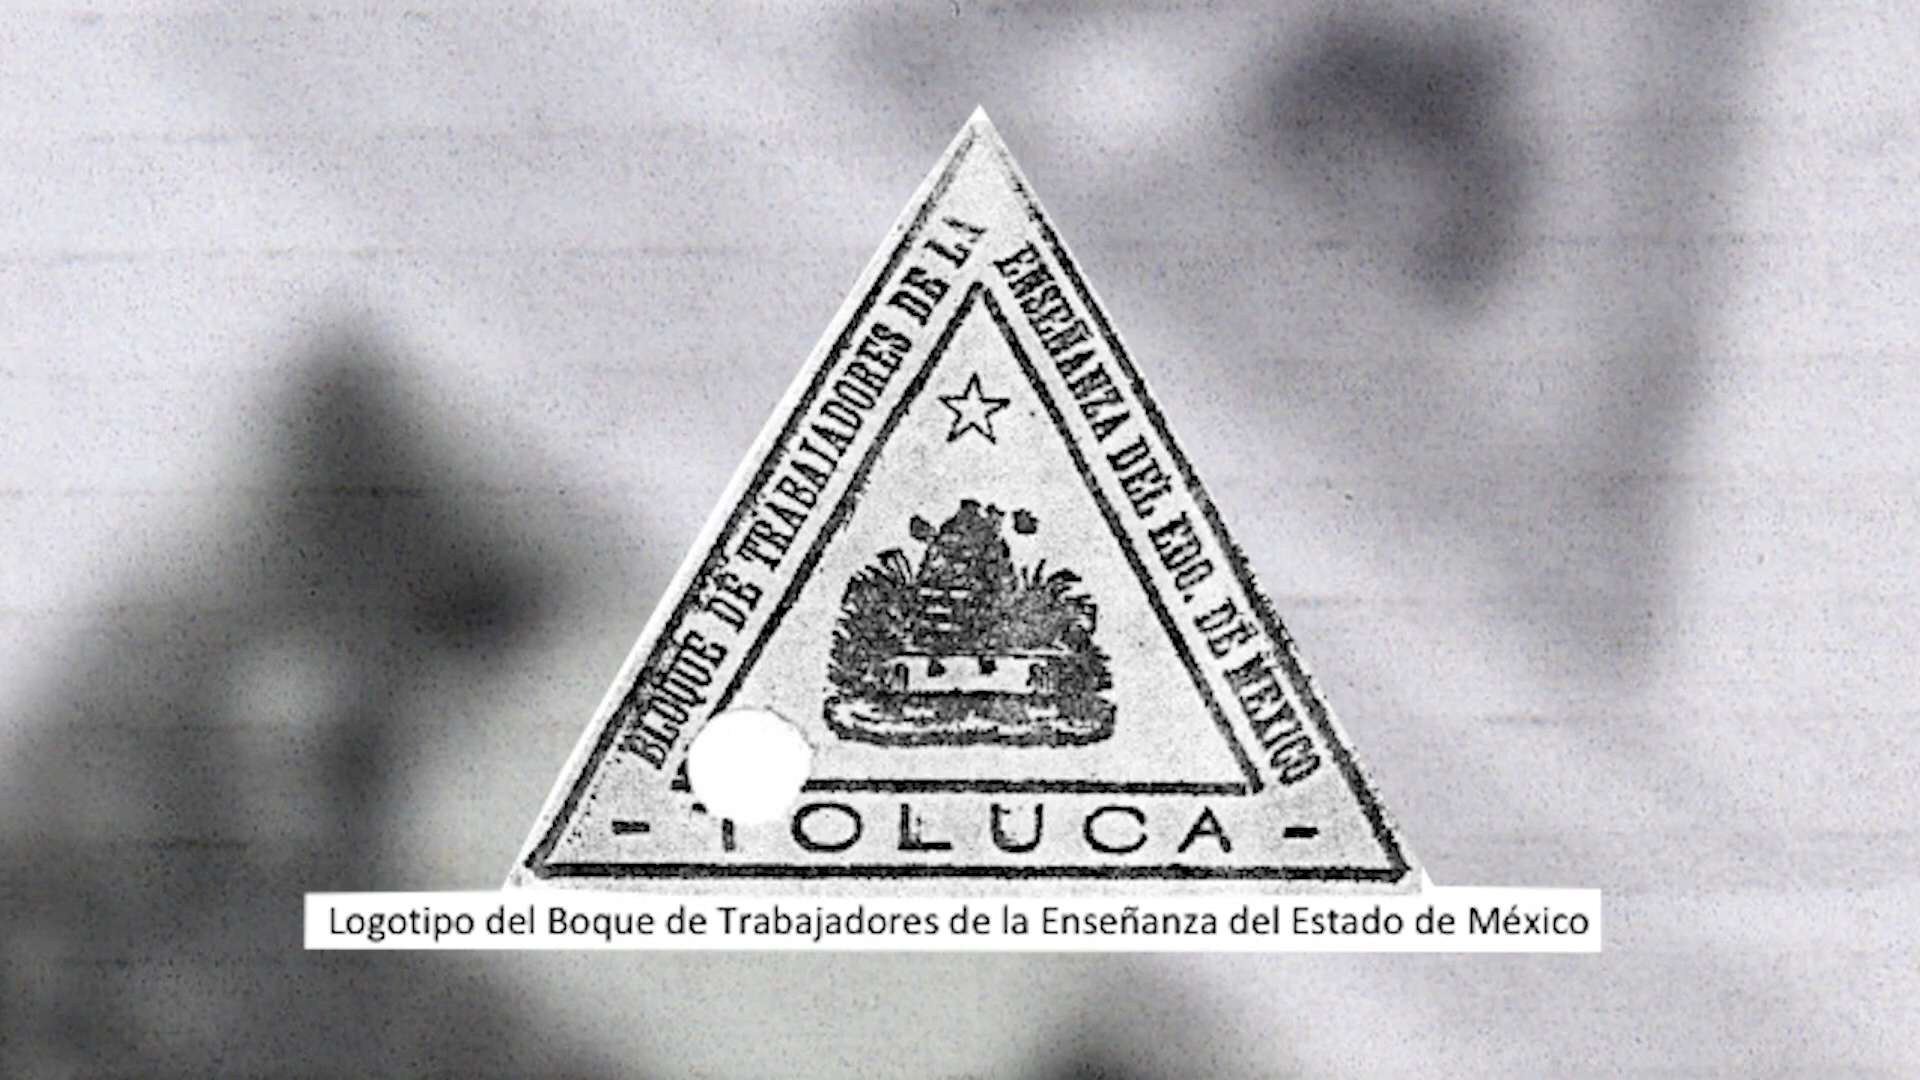 BLOQUE DE TRABAJADORES DE LA
ENSEÑANZA DEL EDO. DE MEXICO
- TOLUCA -
Logotipo del Boque de Trabajadores de la Enseñanza del Estado de México